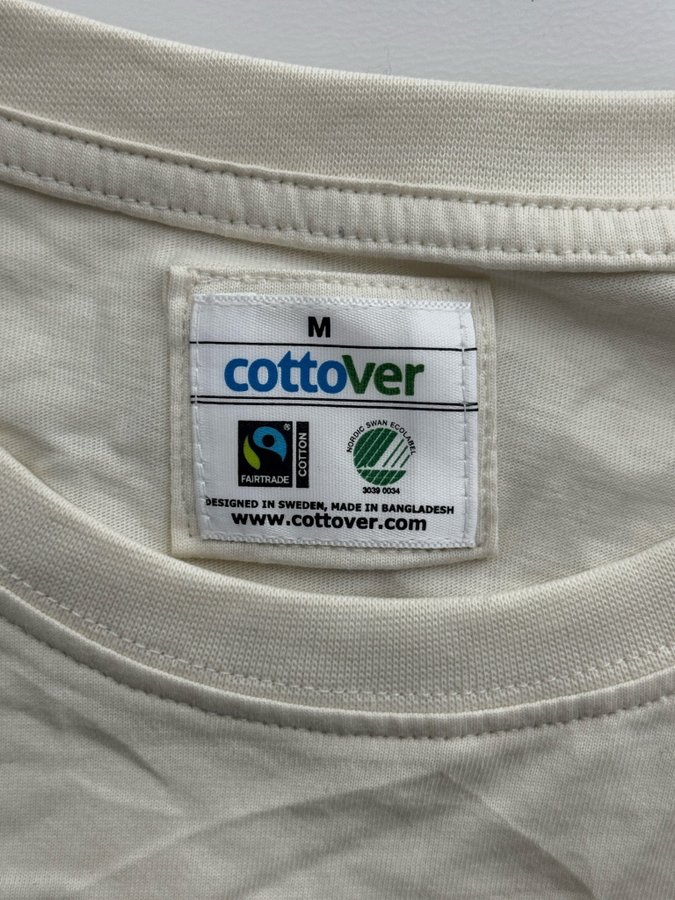 M
cottoVer
FAIRTRADE
®
COTTON
NORDIC SWAN ECOLABEL
3039 0034
DESIGNED IN SWEDEN, MADE IN BANGLADESH
www.cottover.com